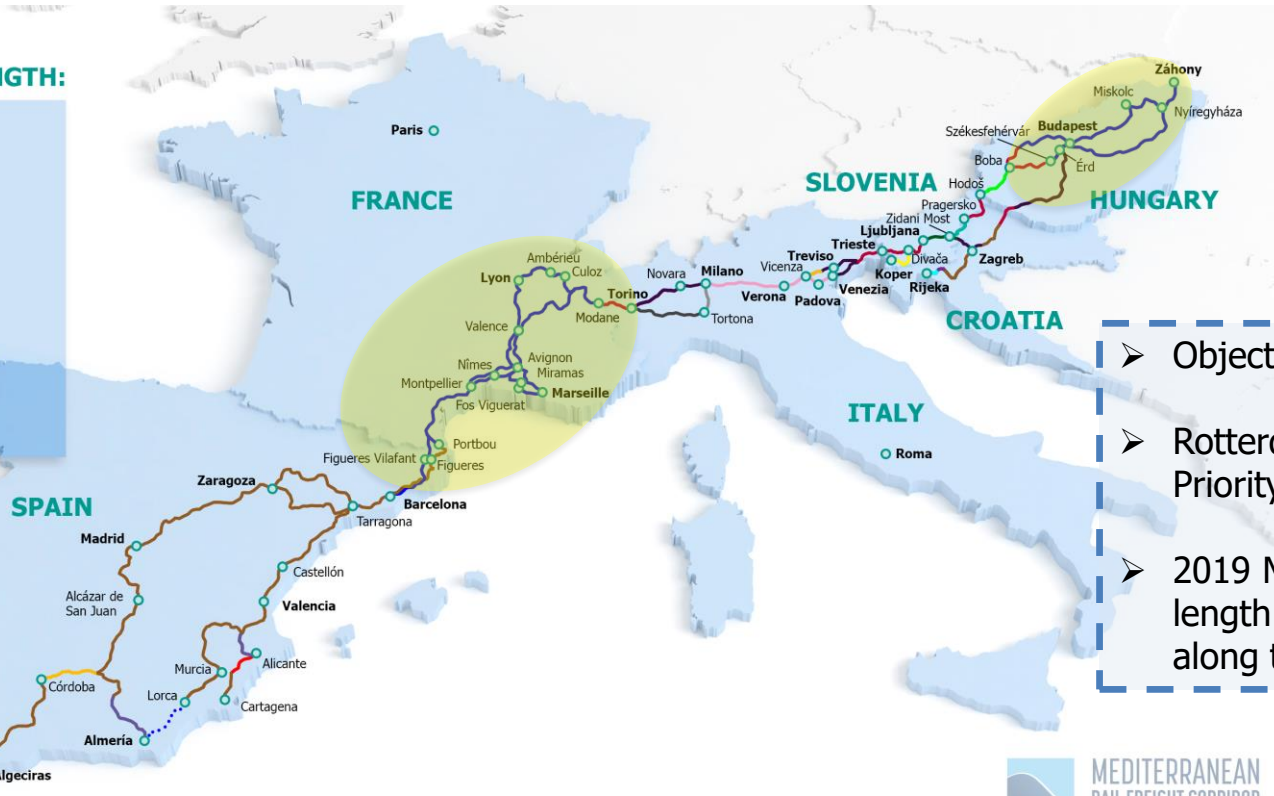 NGTH:
Paris
FRANCE
Záhony
Miskolc
Nyíregyháza
Székesfehérvár
Budapest
Érd
Boba
SLOVENIA
Hodoš
HUNGARY
Pragersko
Zidani Most
Ljubljana
Trieste
Treviso
Vicenza
Divača
Koper
Rijeka
Zagreb
Verona
Padova
Venezia
CROATIA
Ambérieu
Culoz
Lyon
Novara
Milano
Torino
Modane
Tortona
Valence
Nîmes
Avignon
Miramas
Montpellier
Marseille
Fos Viguerat
ITALY
Roma
Portbou
Figueres Vilafant
Figueres
Zaragoza
Barcelona
Tarragona
SPAIN
Madrid
Castellón
Alcázar de
San Juan
Valencia
Murcia
Alicante
Córdoba
Lorca
Cartagena
Almería
Algeciras
➢ Object
➢ Rotterd
Priority
➢ 2019 M
length
along t
MEDITERRANEAN
RAIL FREIGHT CORRIDOR